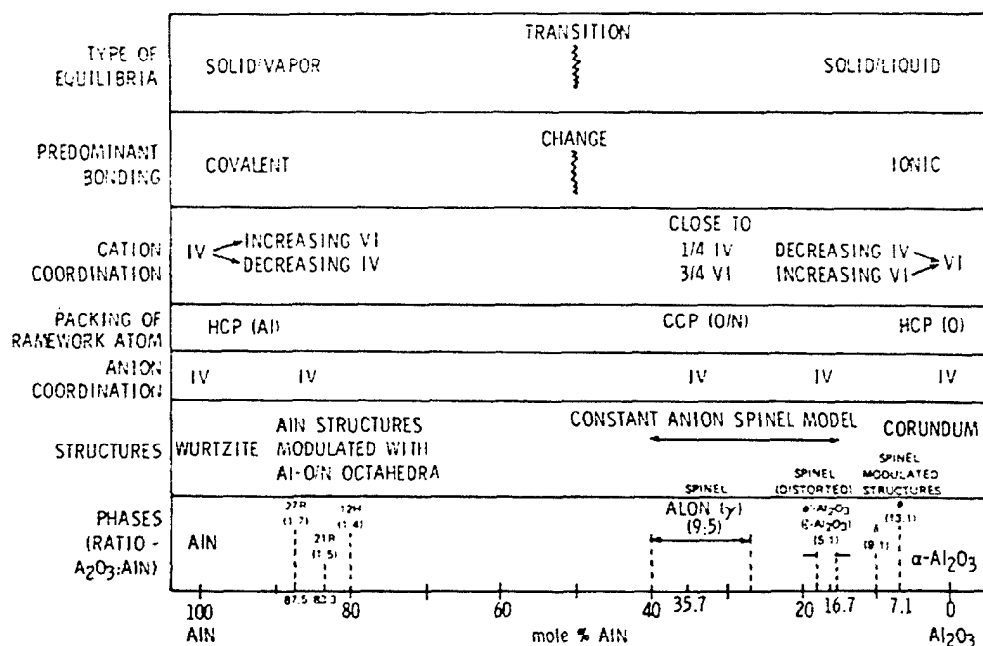 TYPE OF
EQUILIBRIA
SOLID/VAPOR
TRANSITION
SOLID/LIQUID
PREDOMINANT
BONDING
COVALENT
CHANGE
IONIC
CATION
COORDINATION
IV
INCREASING VI
DECREASING IV
CLOSE TO
1/4 IV
3/4 VI
DECREASING IV
INCREASING VI
VI
PACKING OF
RAMEWORK ATOM
HCP (Al)
CCP (O/N)
HCP (O)
ANION
COORDINATION
IV
IV
IV
IV
IV
STRUCTURES
WURTZITE
AlN STRUCTURES
MODULATED WITH
Al-O/N OCTAHEDRA
CONSTANT ANION SPINEL MODEL
CORUNDUM
PHASES
(RATIO -
Al2O3:AlN)
AlN
27R
(1:7)
21R
(1:5)
12H
(1:4)
SPINEL
ALON (γ)
(9:5)
SPINEL
(DISTORTED)
-Al2O3
-Al2O3)
(5:1)
SPINEL
MODULATED
STRUCTURES
(9:1)
(13:1)
α-Al2O3
100
87.5
83.3
80
60
40
35.7
20
16.7
7.1
0
AlN
mole % AlN
Al2O3